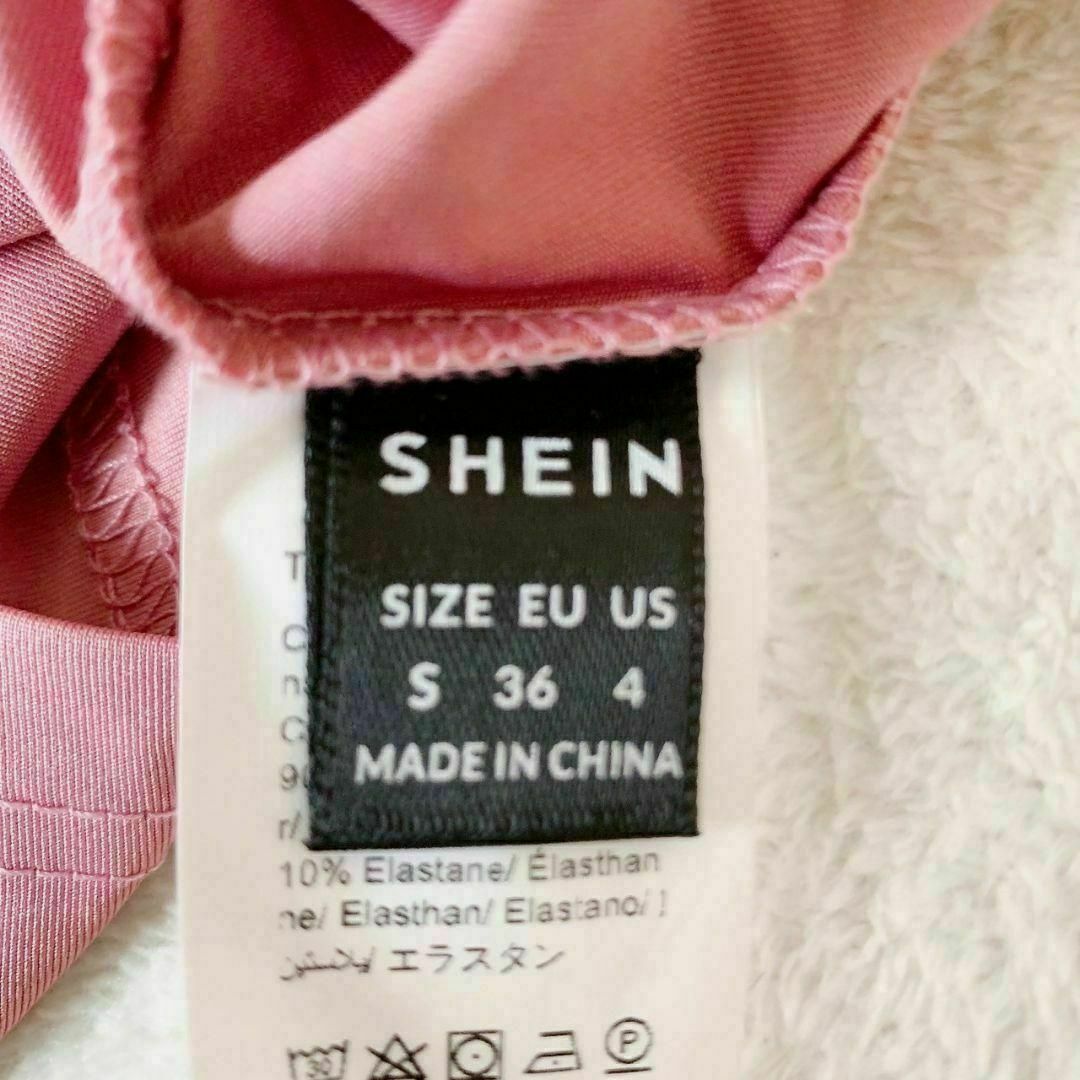 SHEIN
SIZE EU US
S 36 4
MADE IN CHINA
10% Elastane/ Élasthan
ne/ Elasthan/ Elastano/
エラスタン
30
P